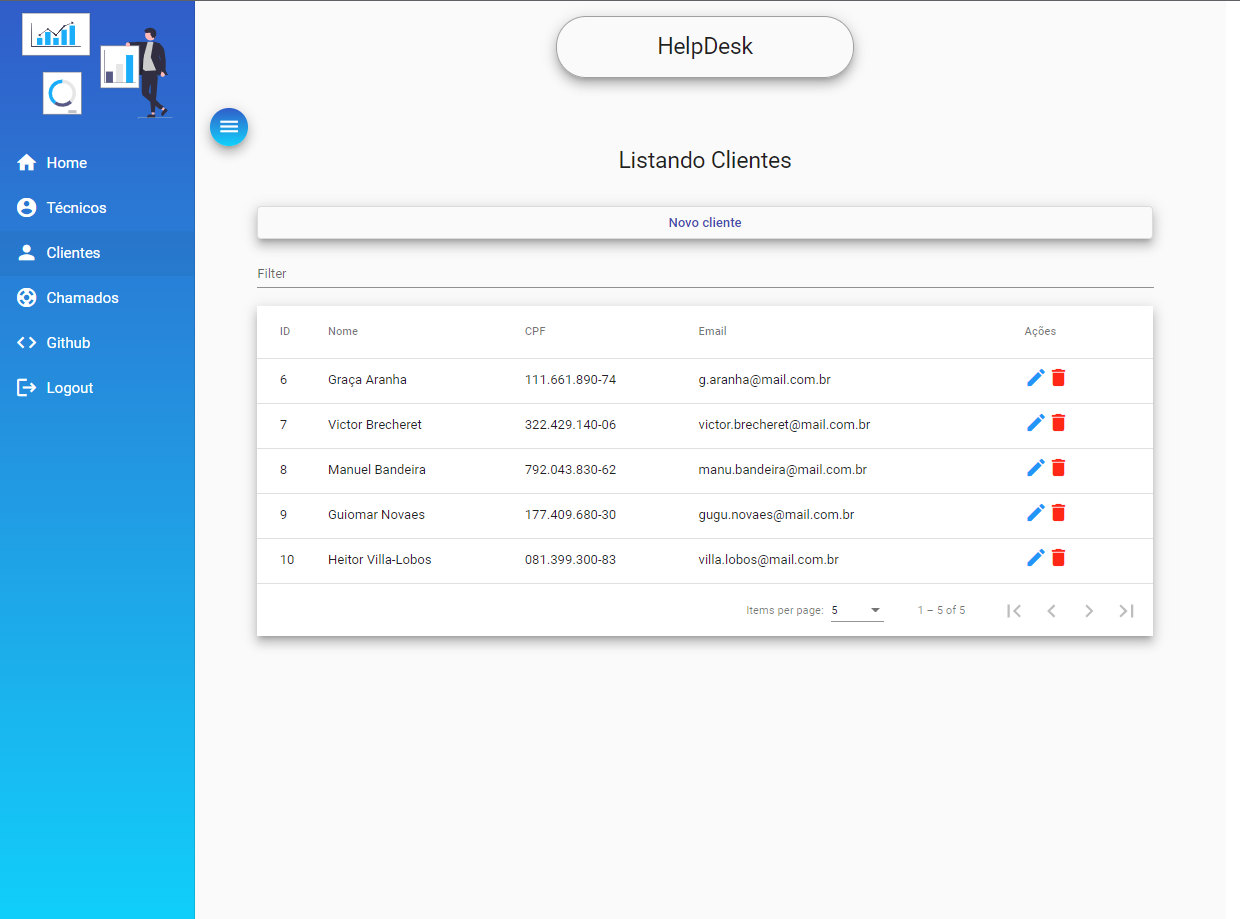 HelpDesk
Home
Técnicos
Clientes
Chamados
Github
Logout
Listando Clientes
Novo cliente
Filter
ID Nome CPF Email Ações
6 Graça Aranha 111.661.890-74 g.aranha@mail.com.br
7 Victor Brecheret 322.429.140-06 victor.brecheret@mail.com.br
8 Manuel Bandeira 792.043.830-62 manu.bandeira@mail.com.br
9 Guiomar Novaes 177.409.680-30 gugu.novaes@mail.com.br
10 Heitor Villa-Lobos 081.399.300-83 villa.lobos@mail.com.br
Items per page: 5 1 – 5 of 5